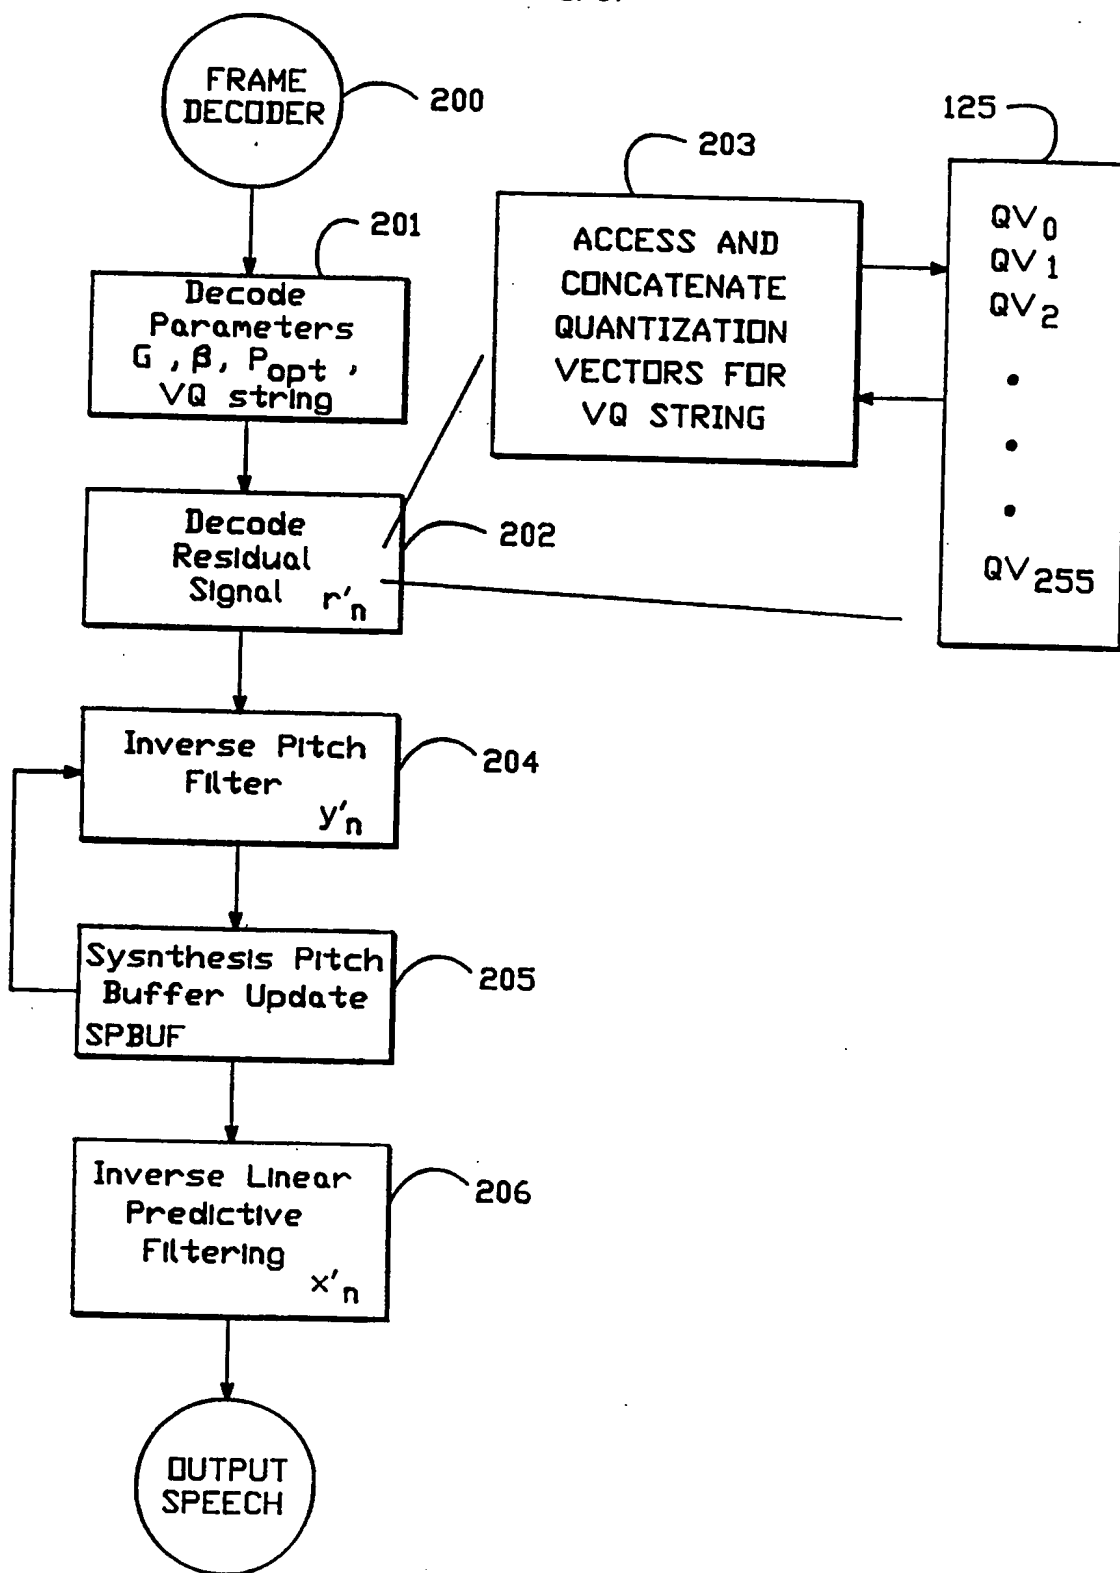 FRAME
DECODER
200
201
Decode
Parameters
G , β, Popt ,
VQ string
203
ACCESS AND
CONCATENATE
QUANTIZATION
VECTORS FOR
VQ STRING
125
QV0
QV1
QV2
QV255
Decode
Residual
Signal r'n
202
Inverse Pitch
Filter
y'n
204
Sysnthesis Pitch
Buffer Update
SPBUF
205
Inverse Linear
Predictive
Filtering
x'n
206
OUTPUT
SPEECH